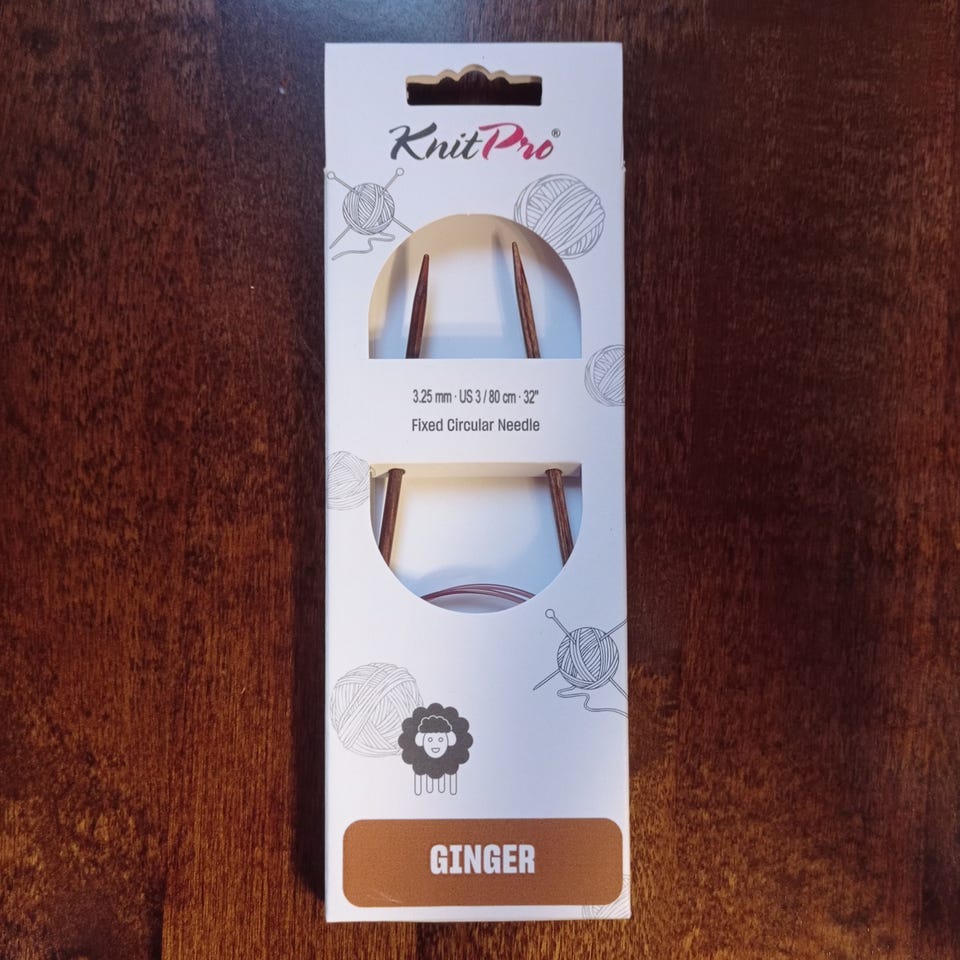 KnitPro®
3.25 mm · US 3 / 80 cm · 32"
Fixed Circular Needle
GINGER